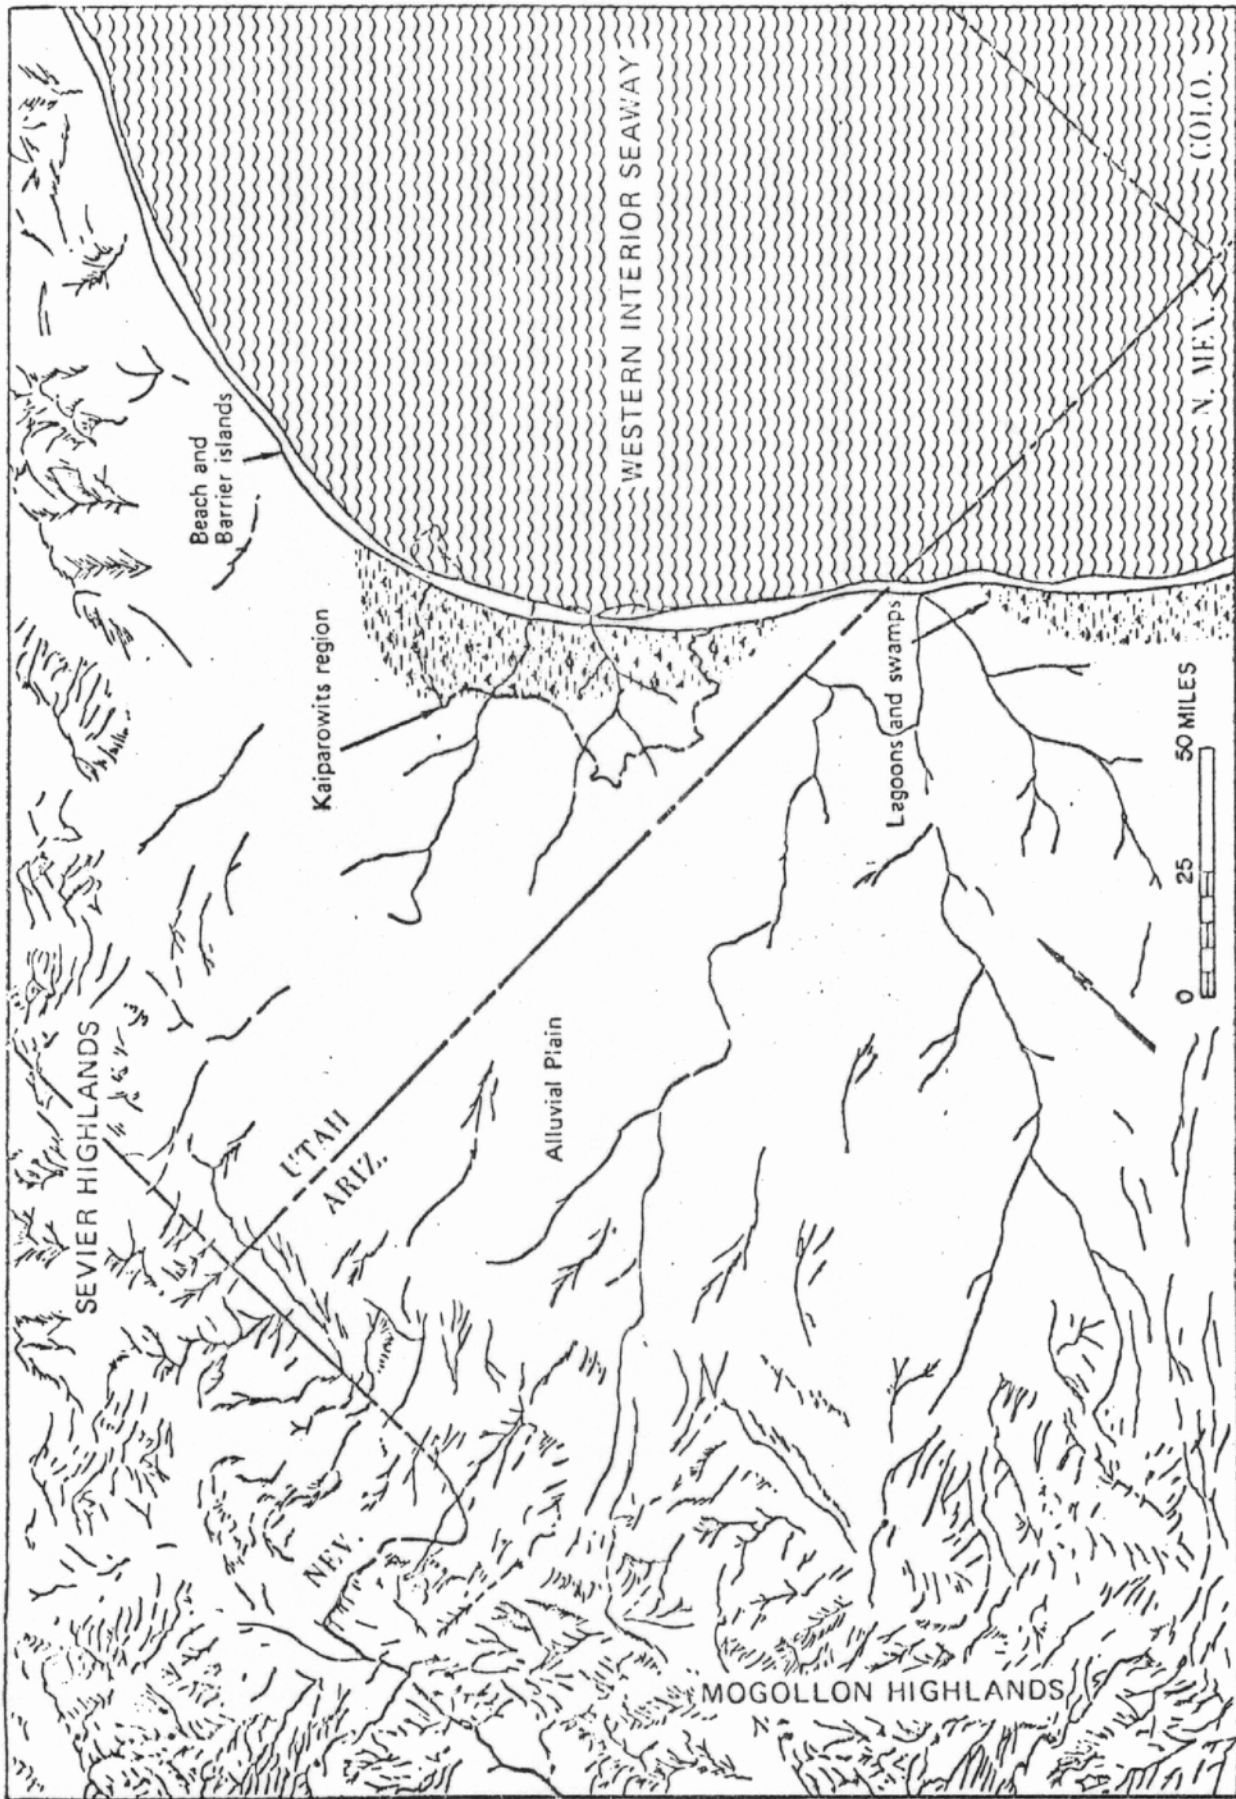 SEVIER HIGHLANDS
Beach and
Barrier islands
Kaiparowits region
WESTERN INTERIOR SEAWAY
UTAH
ARIZ.
NEV.
Alluvial Plain
Lagoons and swamps
N. MEX.
COLO.
0 25 50 MILES
MOGOLLON HIGHLANDS